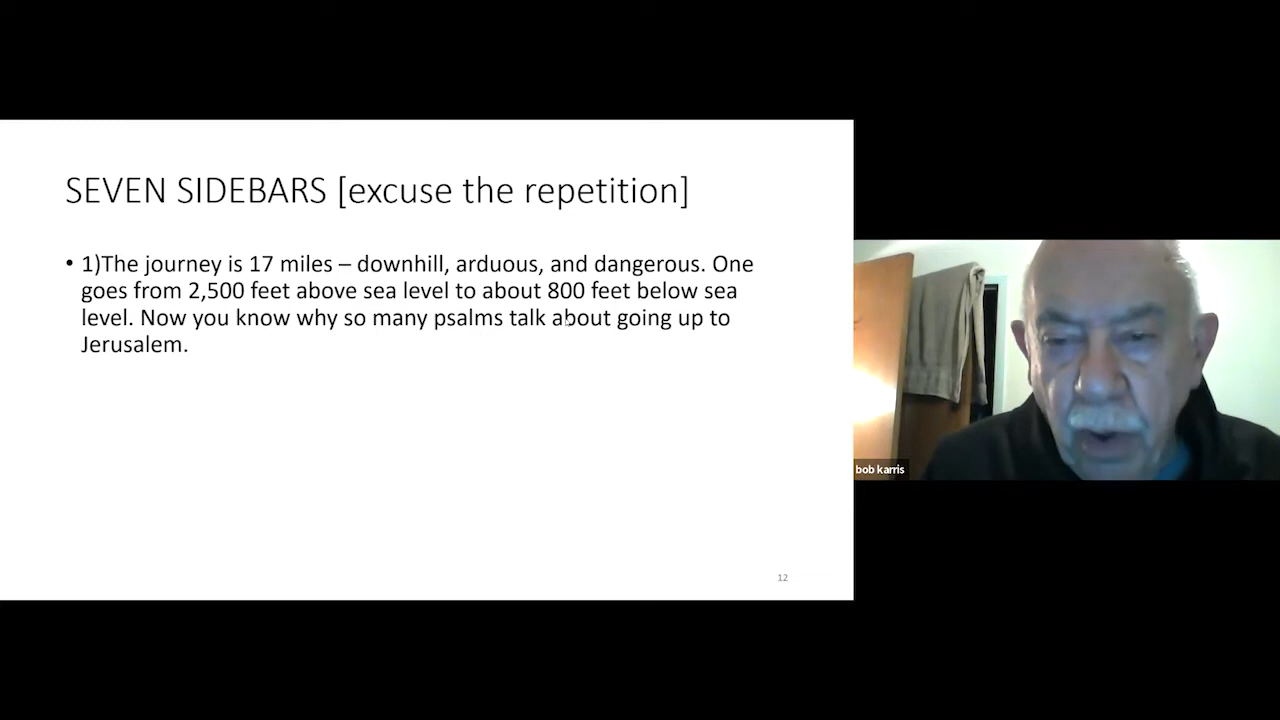 SEVEN SIDEBARS [excuse the repetition]
• 1)The journey is 17 miles – downhill, arduous, and dangerous. One
goes from 2,500 feet above sea level to about 800 feet below sea
level. Now you know why so many psalms talk about going up to
Jerusalem.
bob karris
12